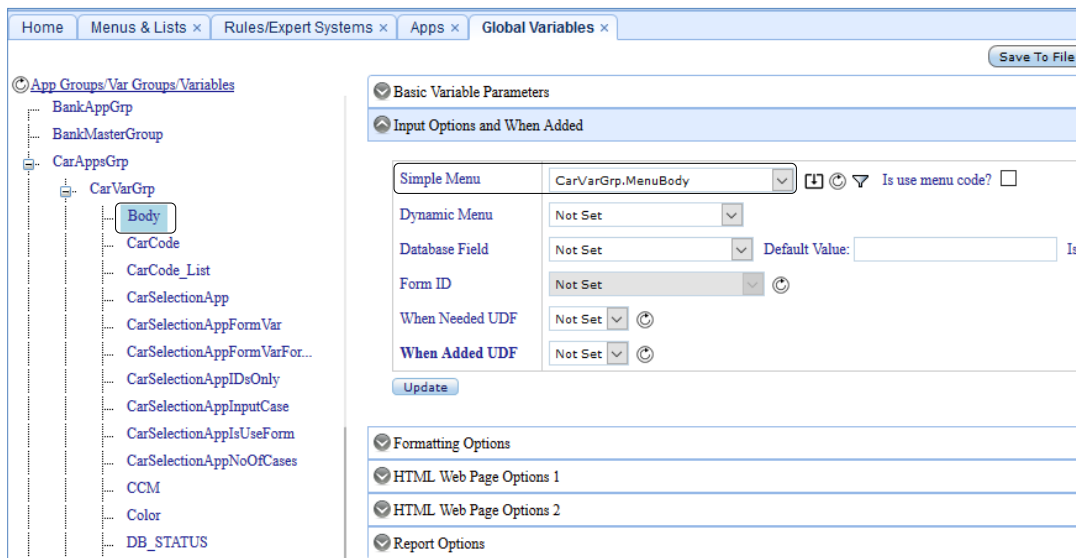 Home Menus & Lists × Rules/Expert Systems × Apps × Global Variables ×
Save To File
App Groups/Var Groups/Variables
BankAppGrp
BankMasterGroup
CarAppsGrp
CarVarGrp
Body
CarCode
CarCode_List
CarSelectionApp
CarSelectionAppFormVar
CarSelectionAppFormVarFor...
CarSelectionAppIDsOnly
CarSelectionAppInputCase
CarSelectionAppIsUseForm
CarSelectionAppNoOfCases
CCM
Color
DB_STATUS
Basic Variable Parameters
Input Options and When Added
Simple Menu CarVarGrp.MenuBody Is use menu code?
Dynamic Menu Not Set
Database Field Not Set Default Value: Is
Form ID Not Set
When Needed UDF Not Set
When Added UDF Not Set
Update
Formatting Options
HTML Web Page Options 1
HTML Web Page Options 2
Report Options